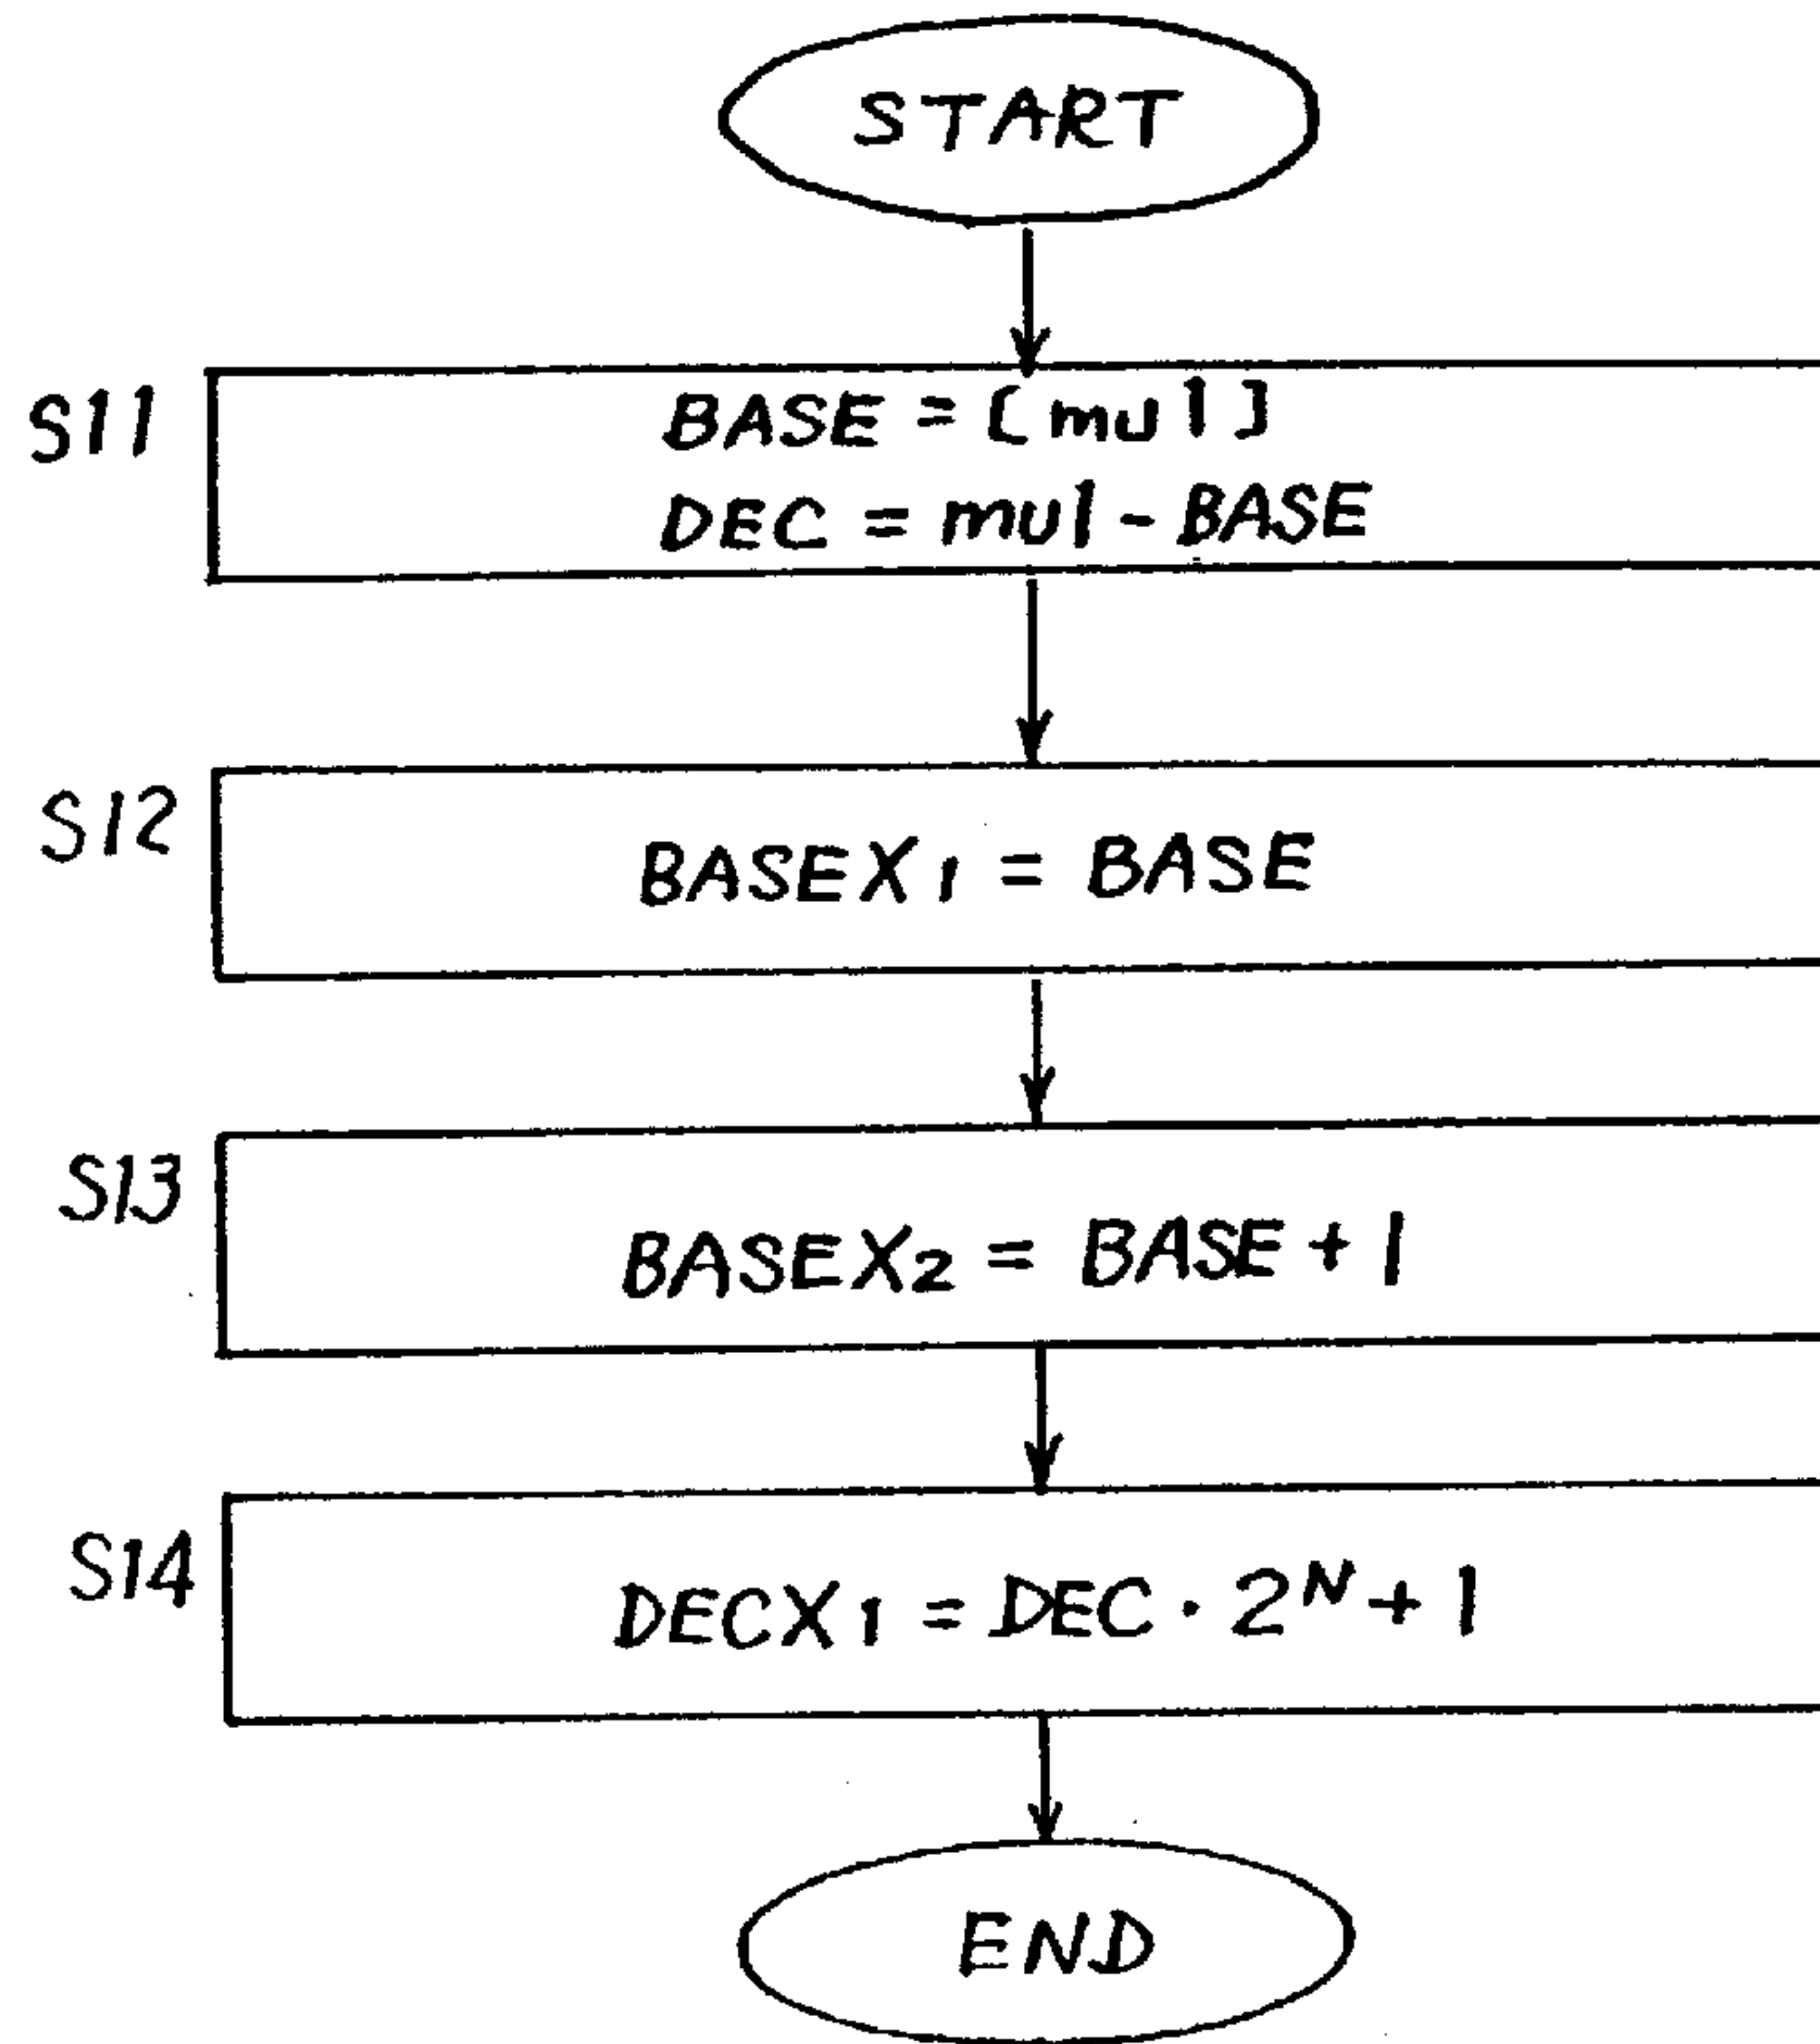 START
S11
BASE = [mul]
DEC = mul - BASE
S12
BASEX₁ = BASE
S13
BASEX₂ = BASE + 1
S14
DECX₁ = DEC · 2ᴺ + 1
END